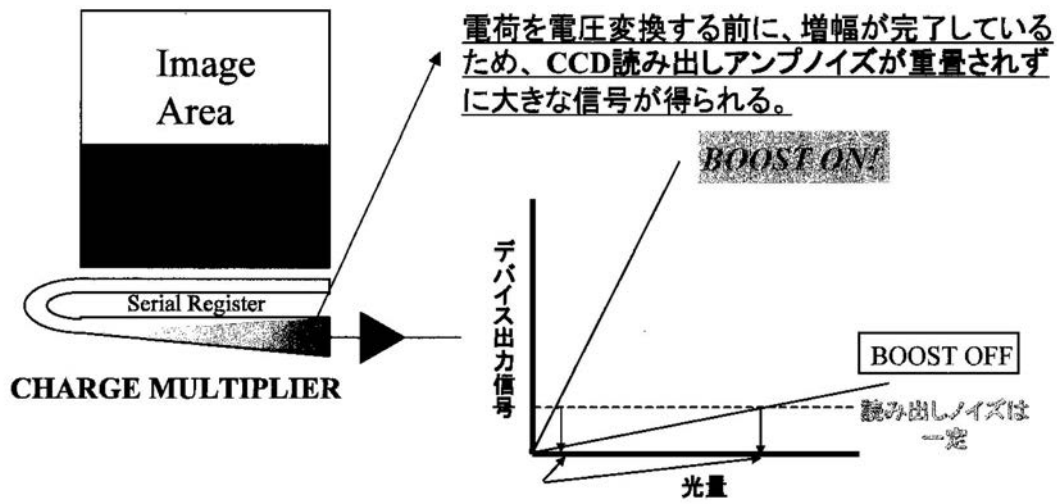 Image
Area
電荷を電圧変換する前に、増幅が完了している
ため、CCD読み出しアンプノイズが重畳されず
に大きな信号が得られる。
BOOST ON!
Serial Register
CHARGE MULTIPLIER
デバイス出力信号
BOOST OFF
読み出しノイズは
一定
光量